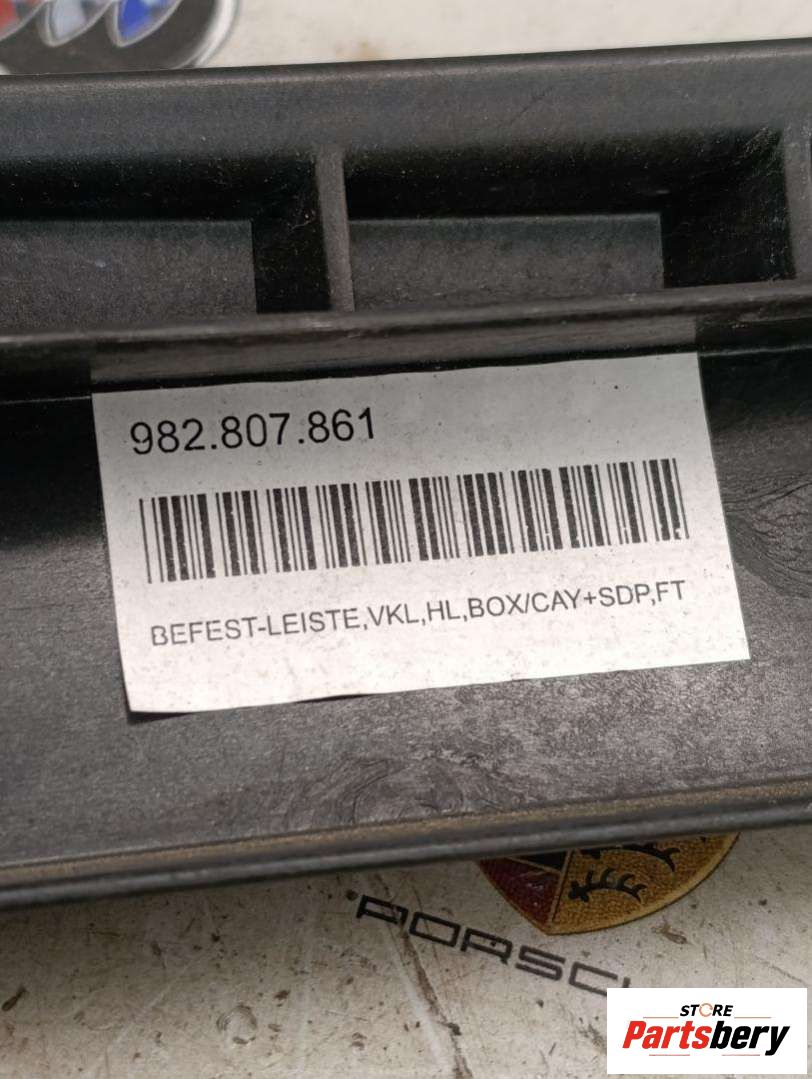 982.807.861
BEFEST-LEISTE,VKL,HL,BOX/CAY+SDP,FT
PORSC
STORE
Partsbery